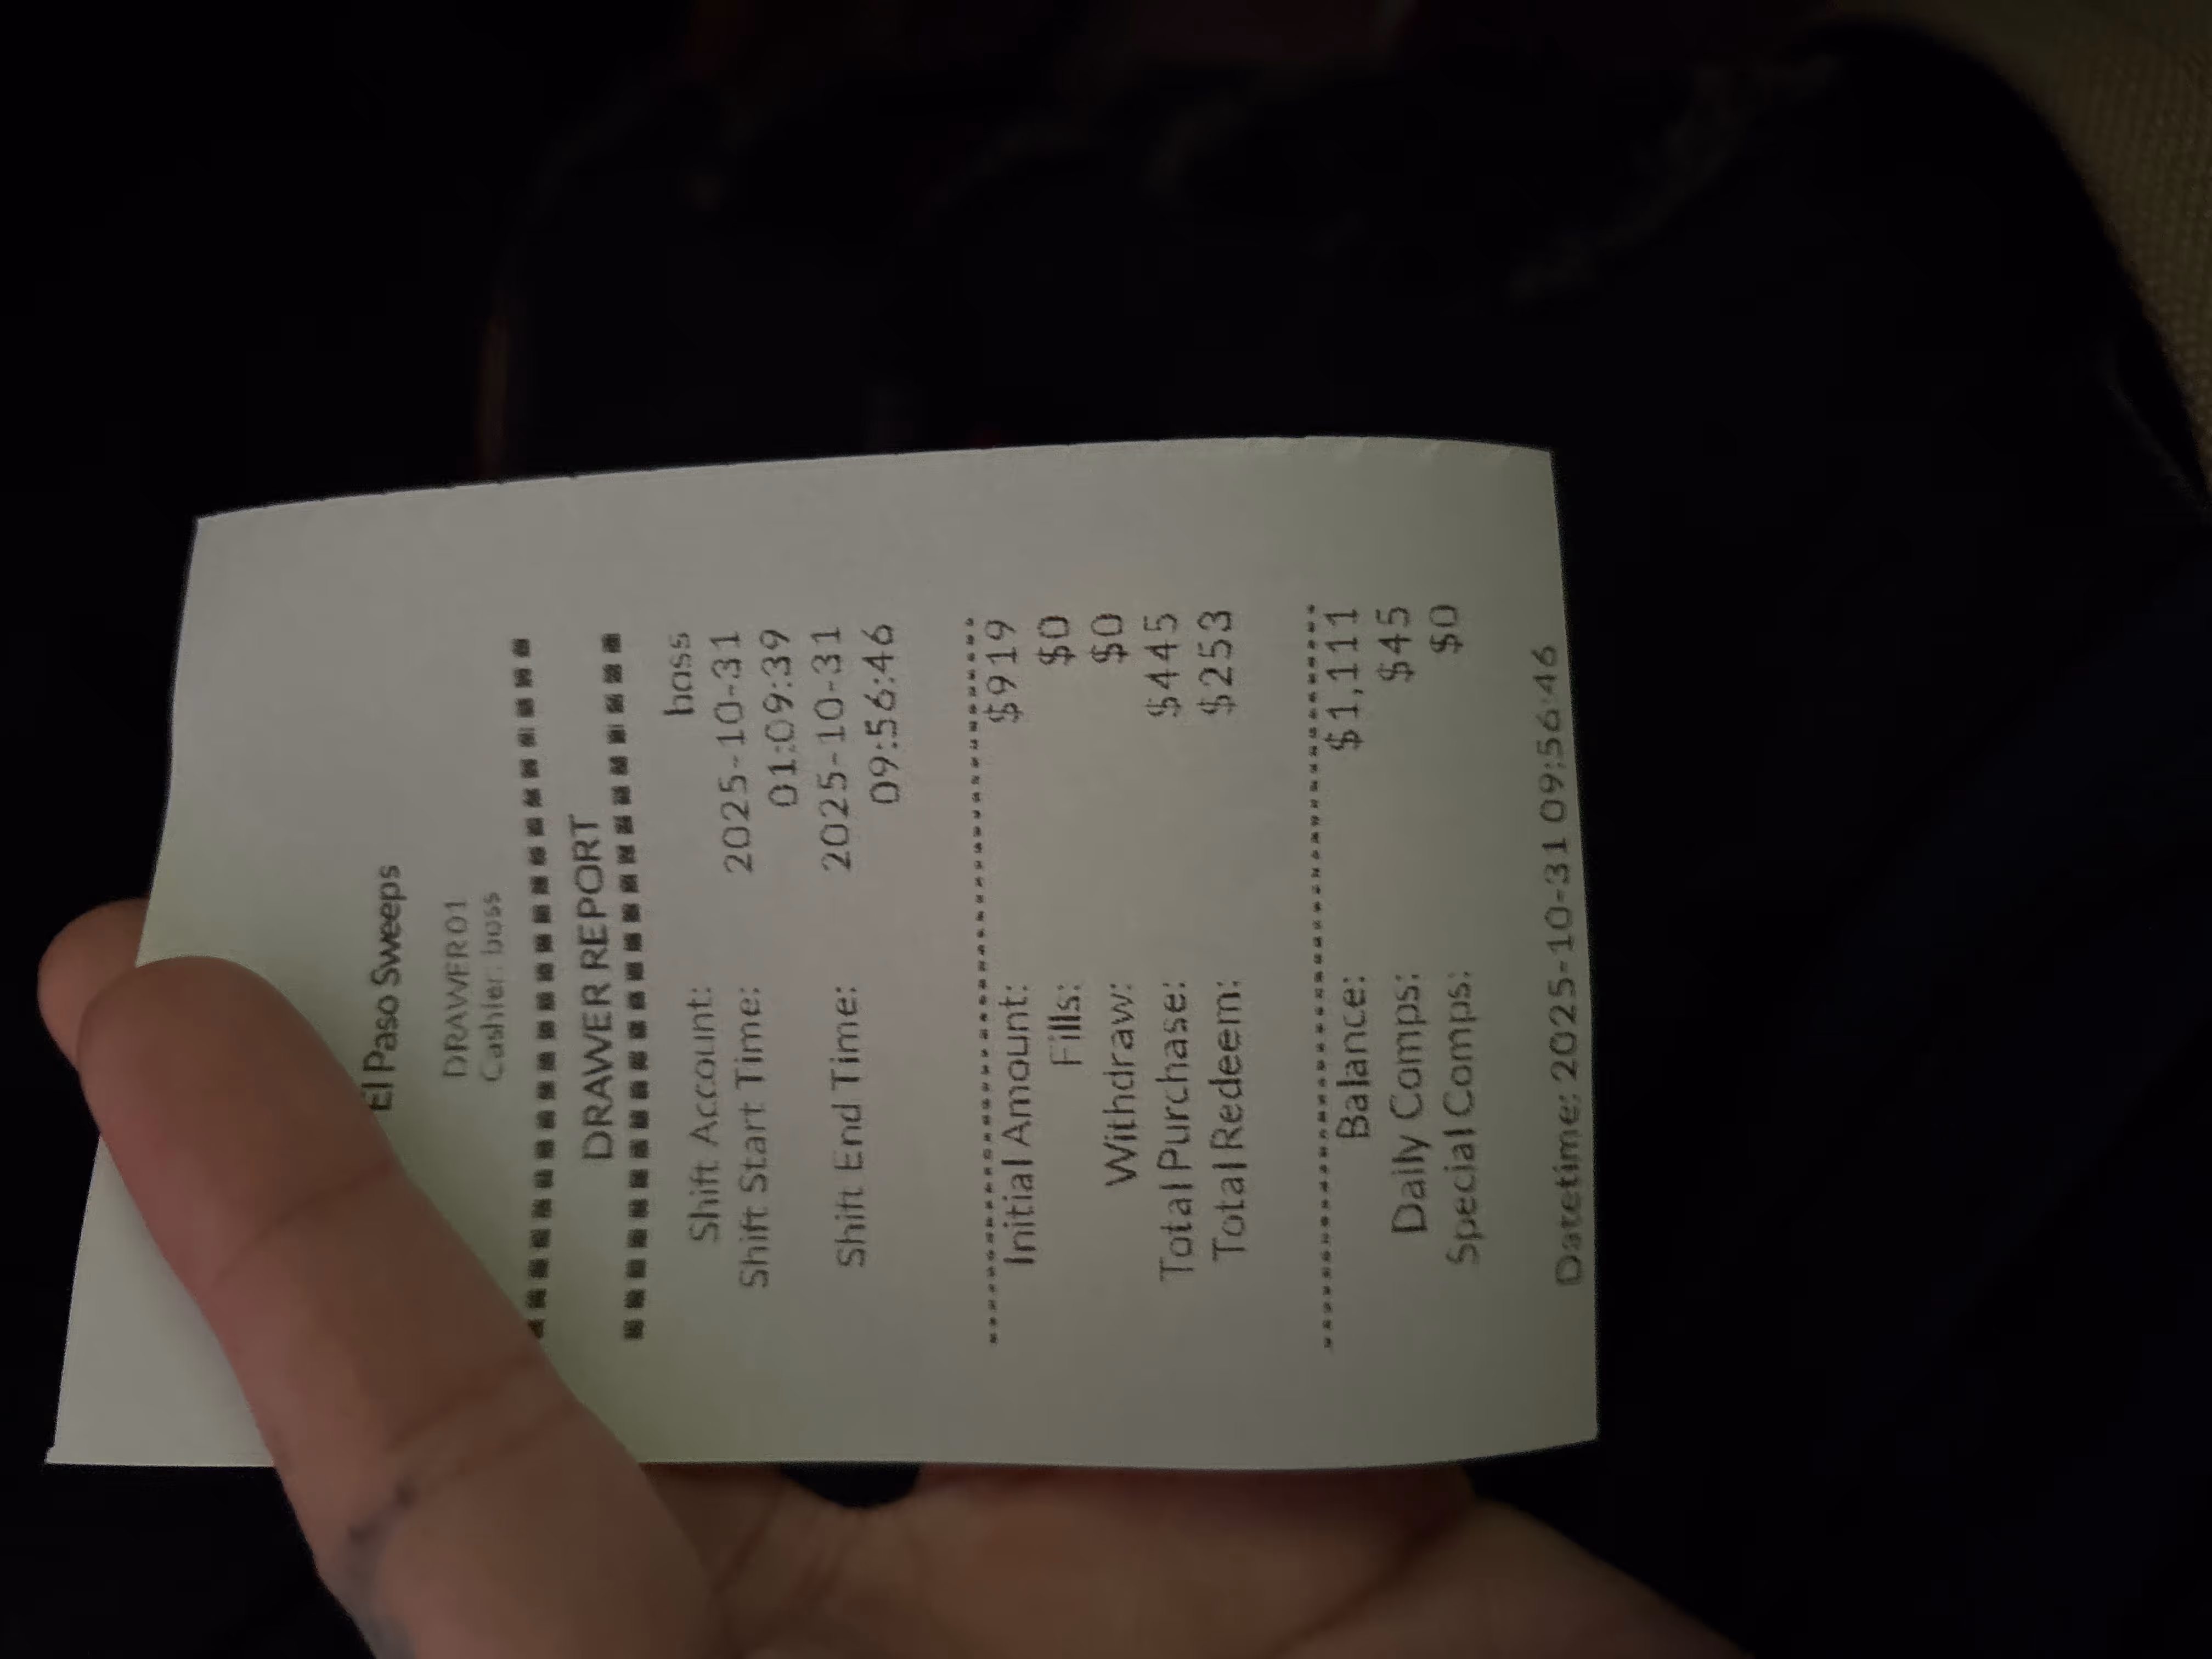 El Paso Sweeps
DRAWER01
Cashier: boss
DRAWER REPORT
Shift Account: boss
Shift Start Time: 2025-10-31
01:09:39
Shift End Time: 2025-10-31
09:56:46
Initial Amount: $919
Fills: $0
Withdraw: $0
Total Purchase: $445
Total Redeem: $253
Balance: $1,111
Daily Comps: $45
Special Comps: $0
Datetime: 2025-10-31 09:56:46